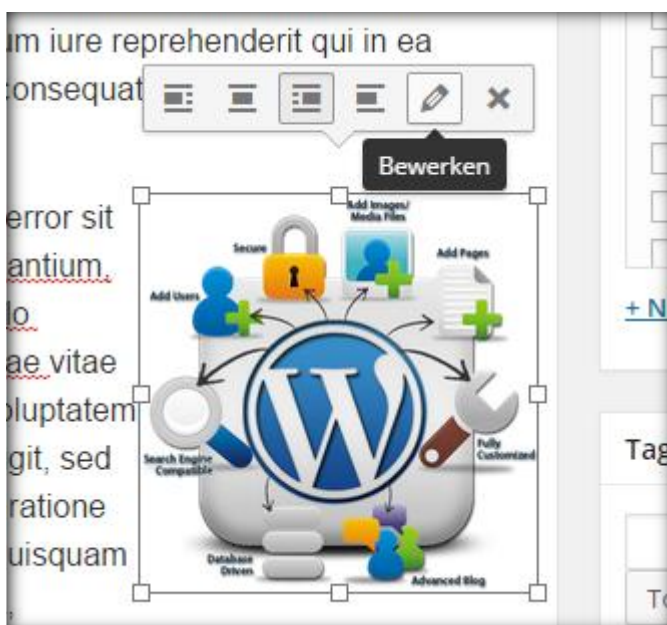 um iure reprehenderit qui in ea
consequat
Bewerken
error sit
antium,
lo
ae vitae
oluptatem
git, sed
ratione
uisquam
,
Add Images/
Media Files
Secure
Add Pages
Add Users
W
Search Engine
Compatible
Fully
Customized
Database
Driven
Advanced Blog
+ N
Tag
To